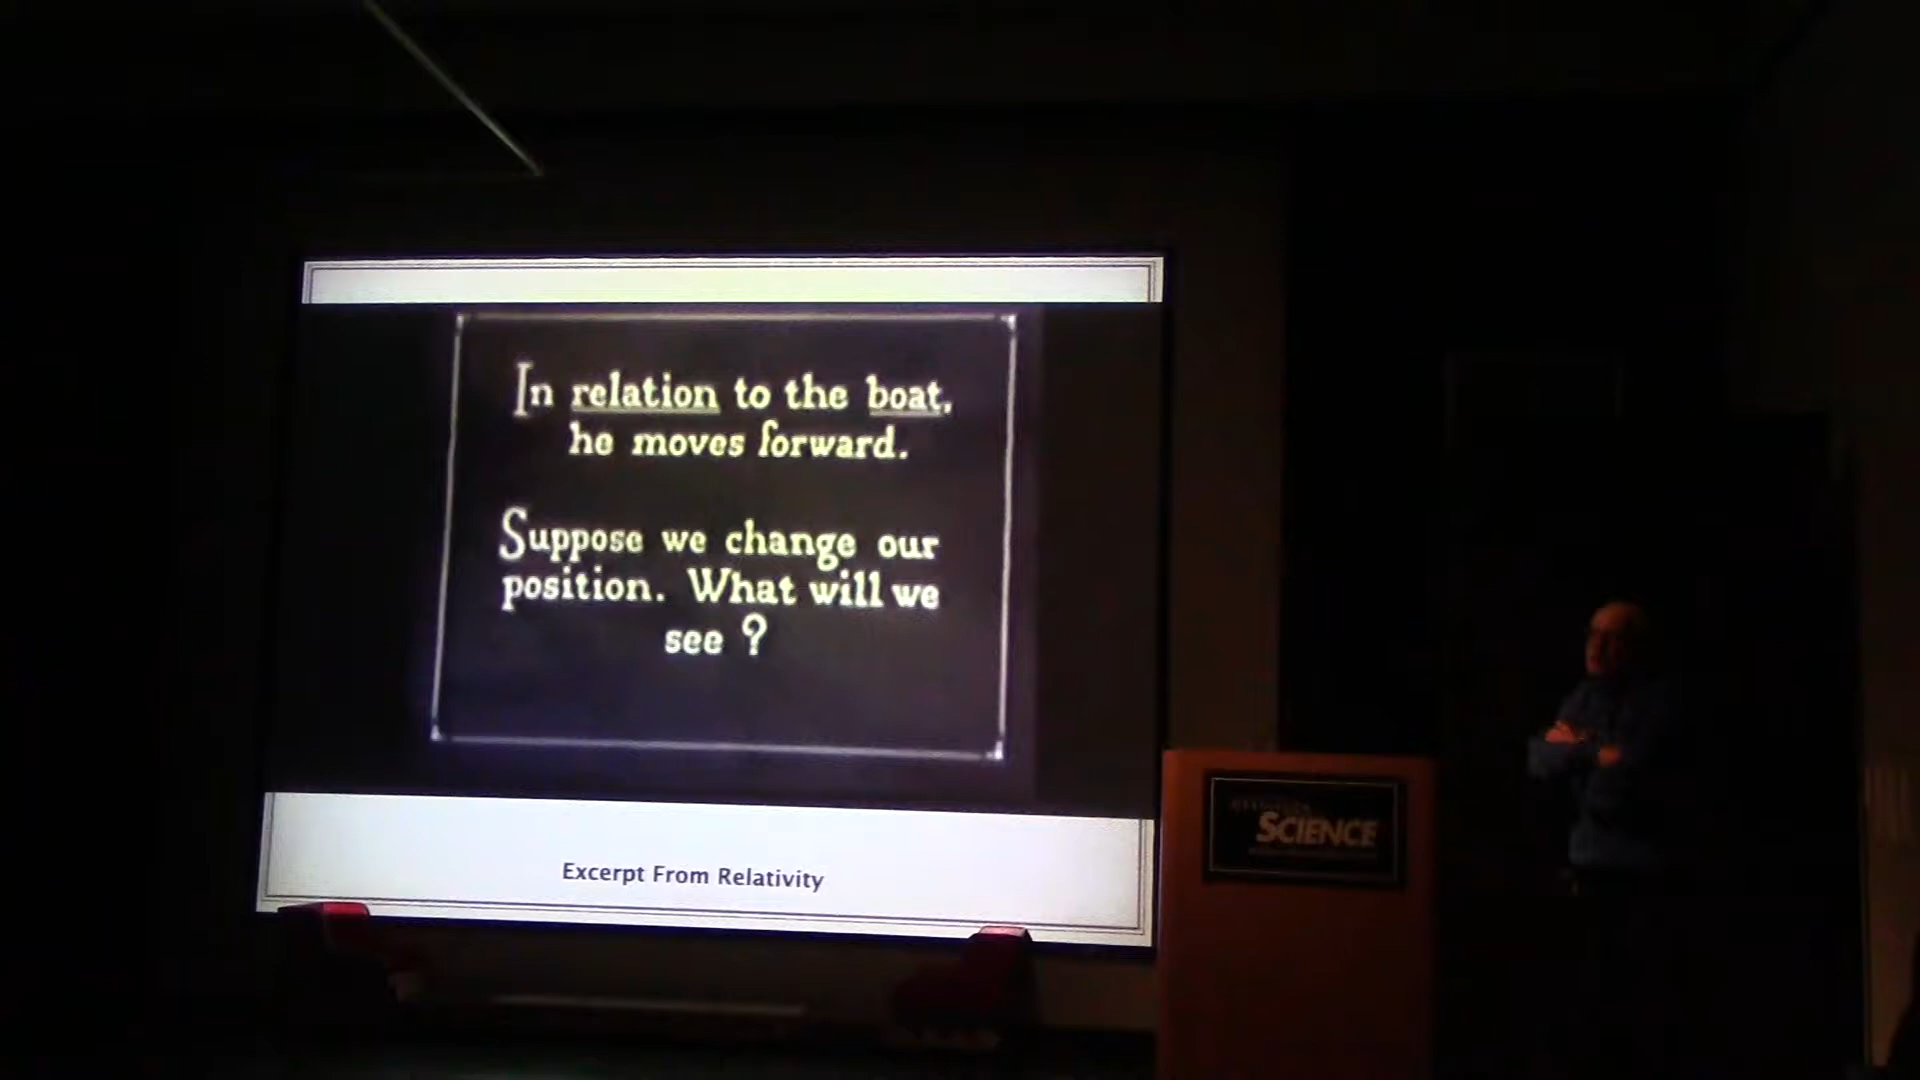 In relation to the boat,
he moves forward.
Suppose we change our
position. What will we
see ?
Excerpt From Relativity
SCIENCE